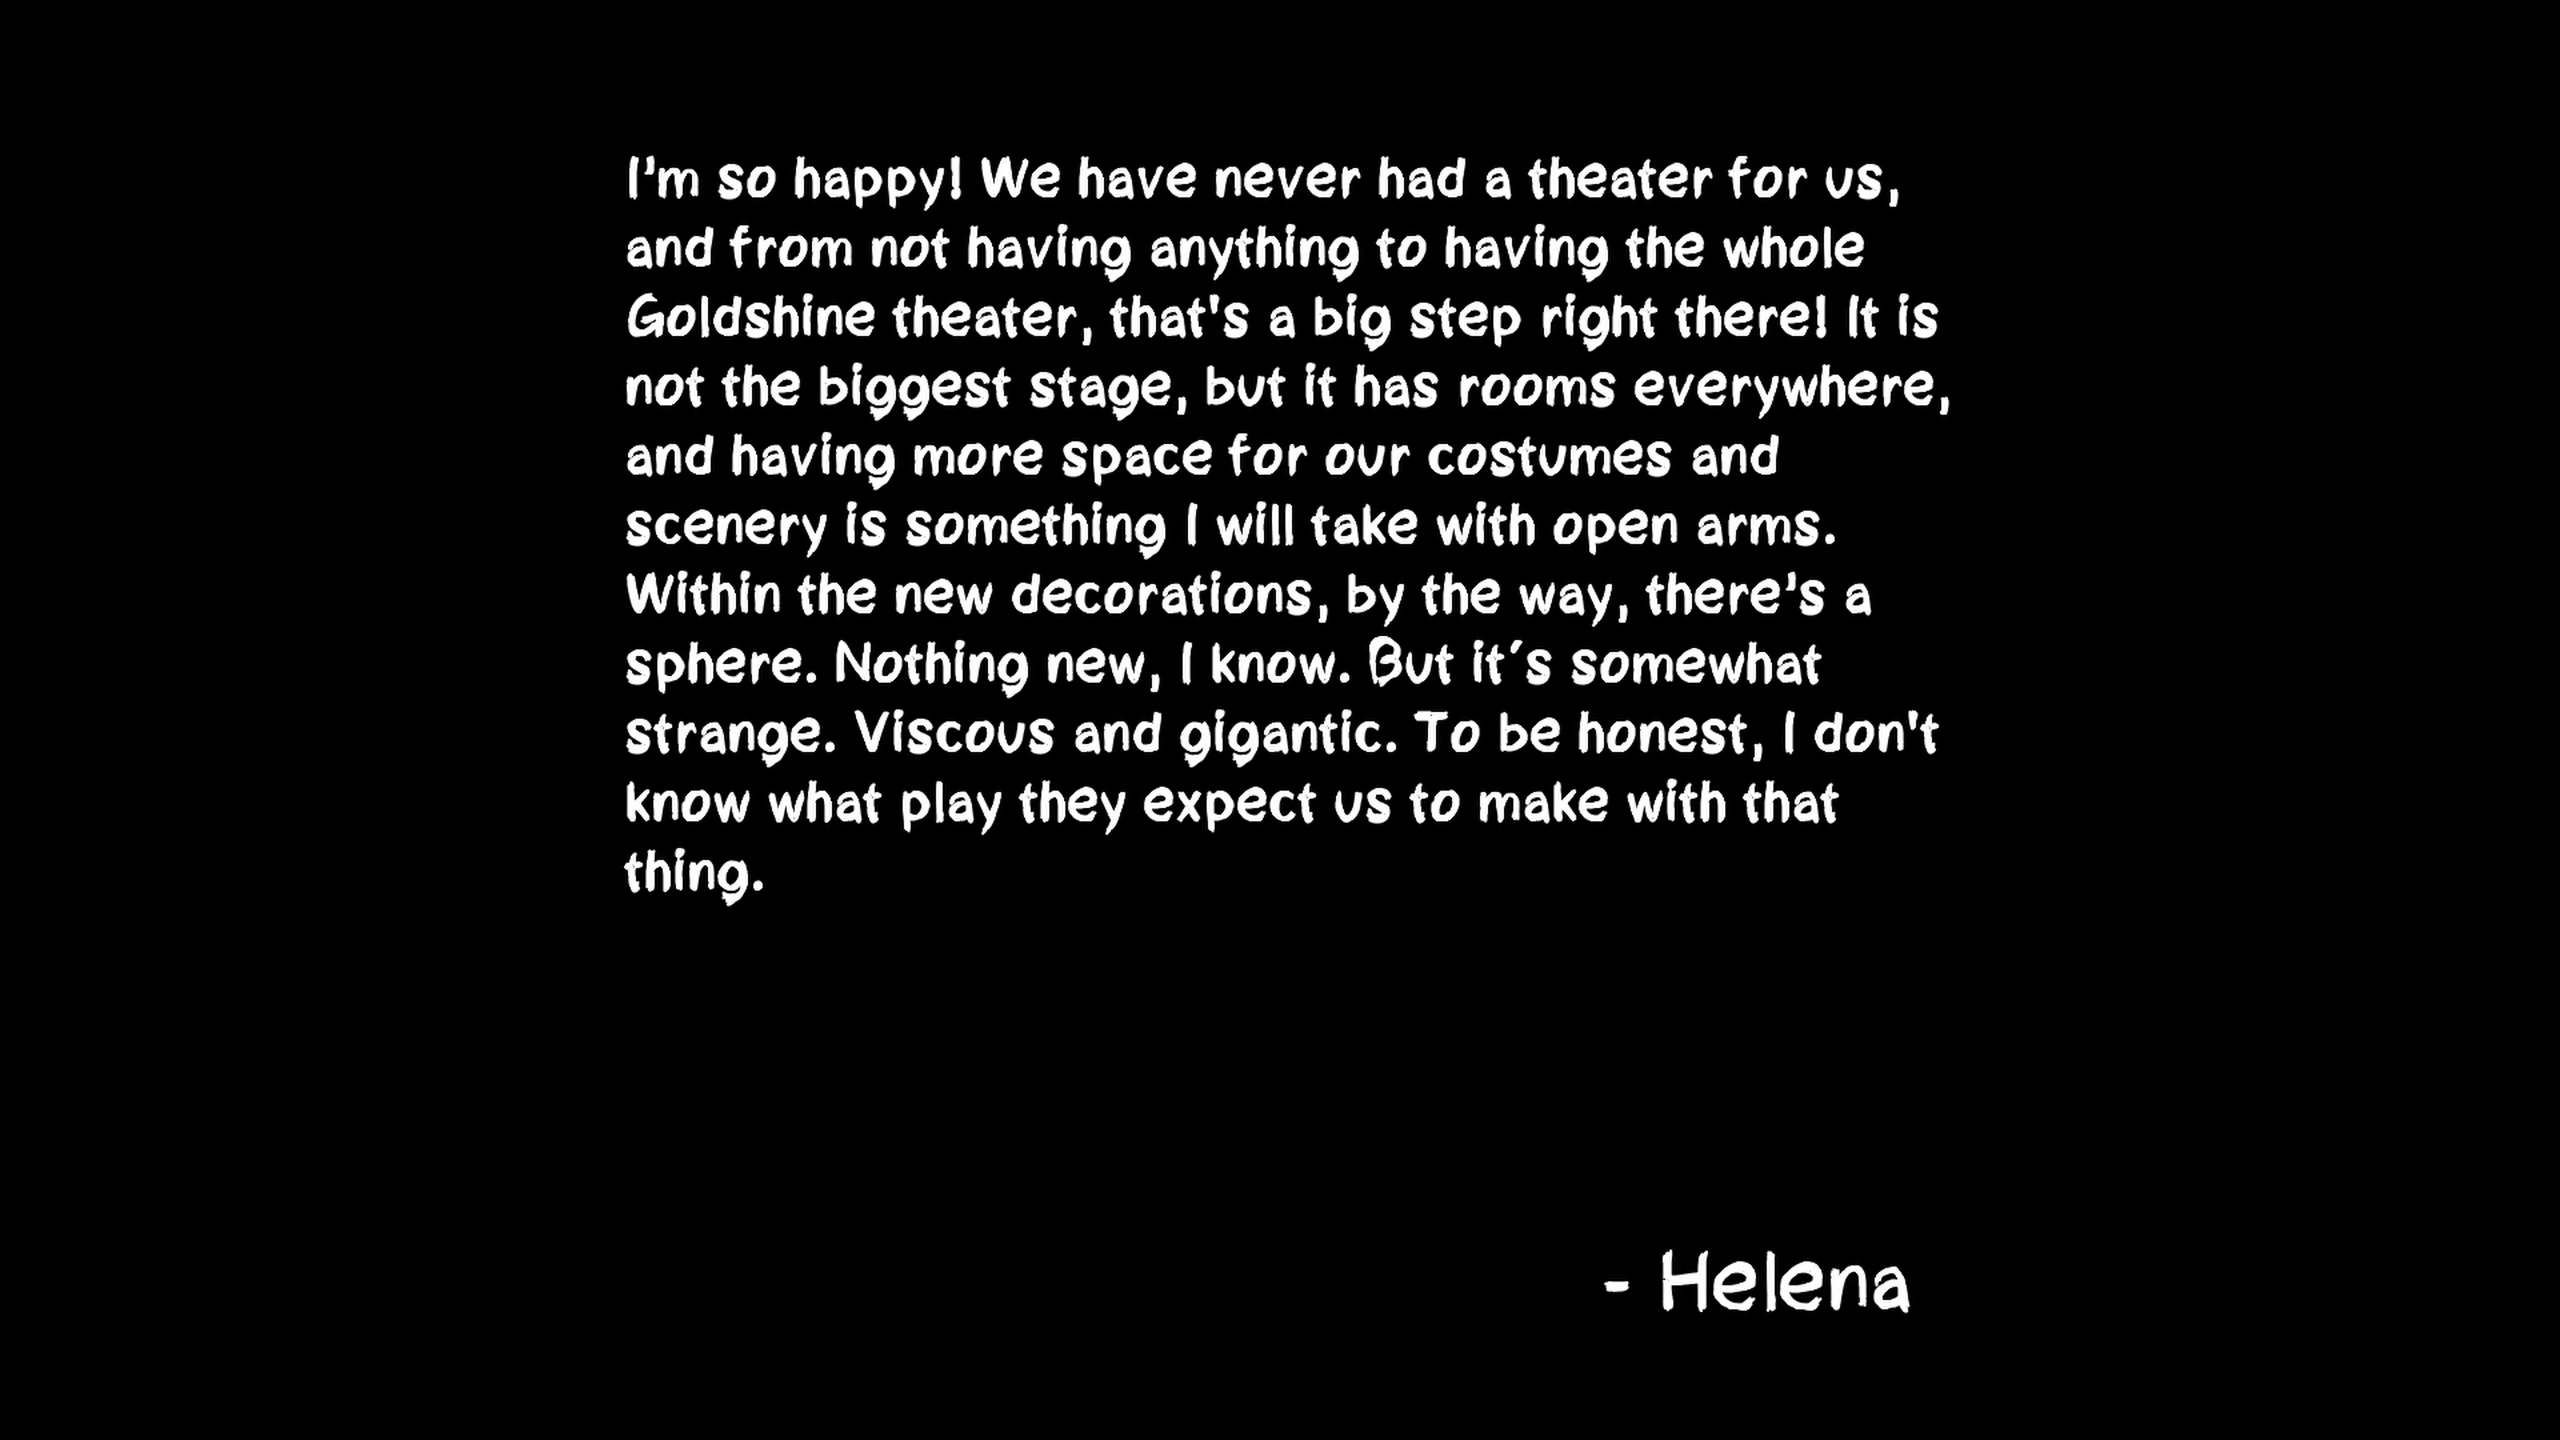 I'm so happy! We have never had a theater for us,
and from not having anything to having the whole
Goldshine theater, that's a big step right there! It is
not the biggest stage, but it has rooms everywhere,
and having more space for our costumes and
scenery is something I will take with open arms.
Within the new decorations, by the way, there's a
sphere. Nothing new, I know. But it´s somewhat
strange. Viscous and gigantic. To be honest, I don't
know what play they expect us to make with that
thing.
- Helena